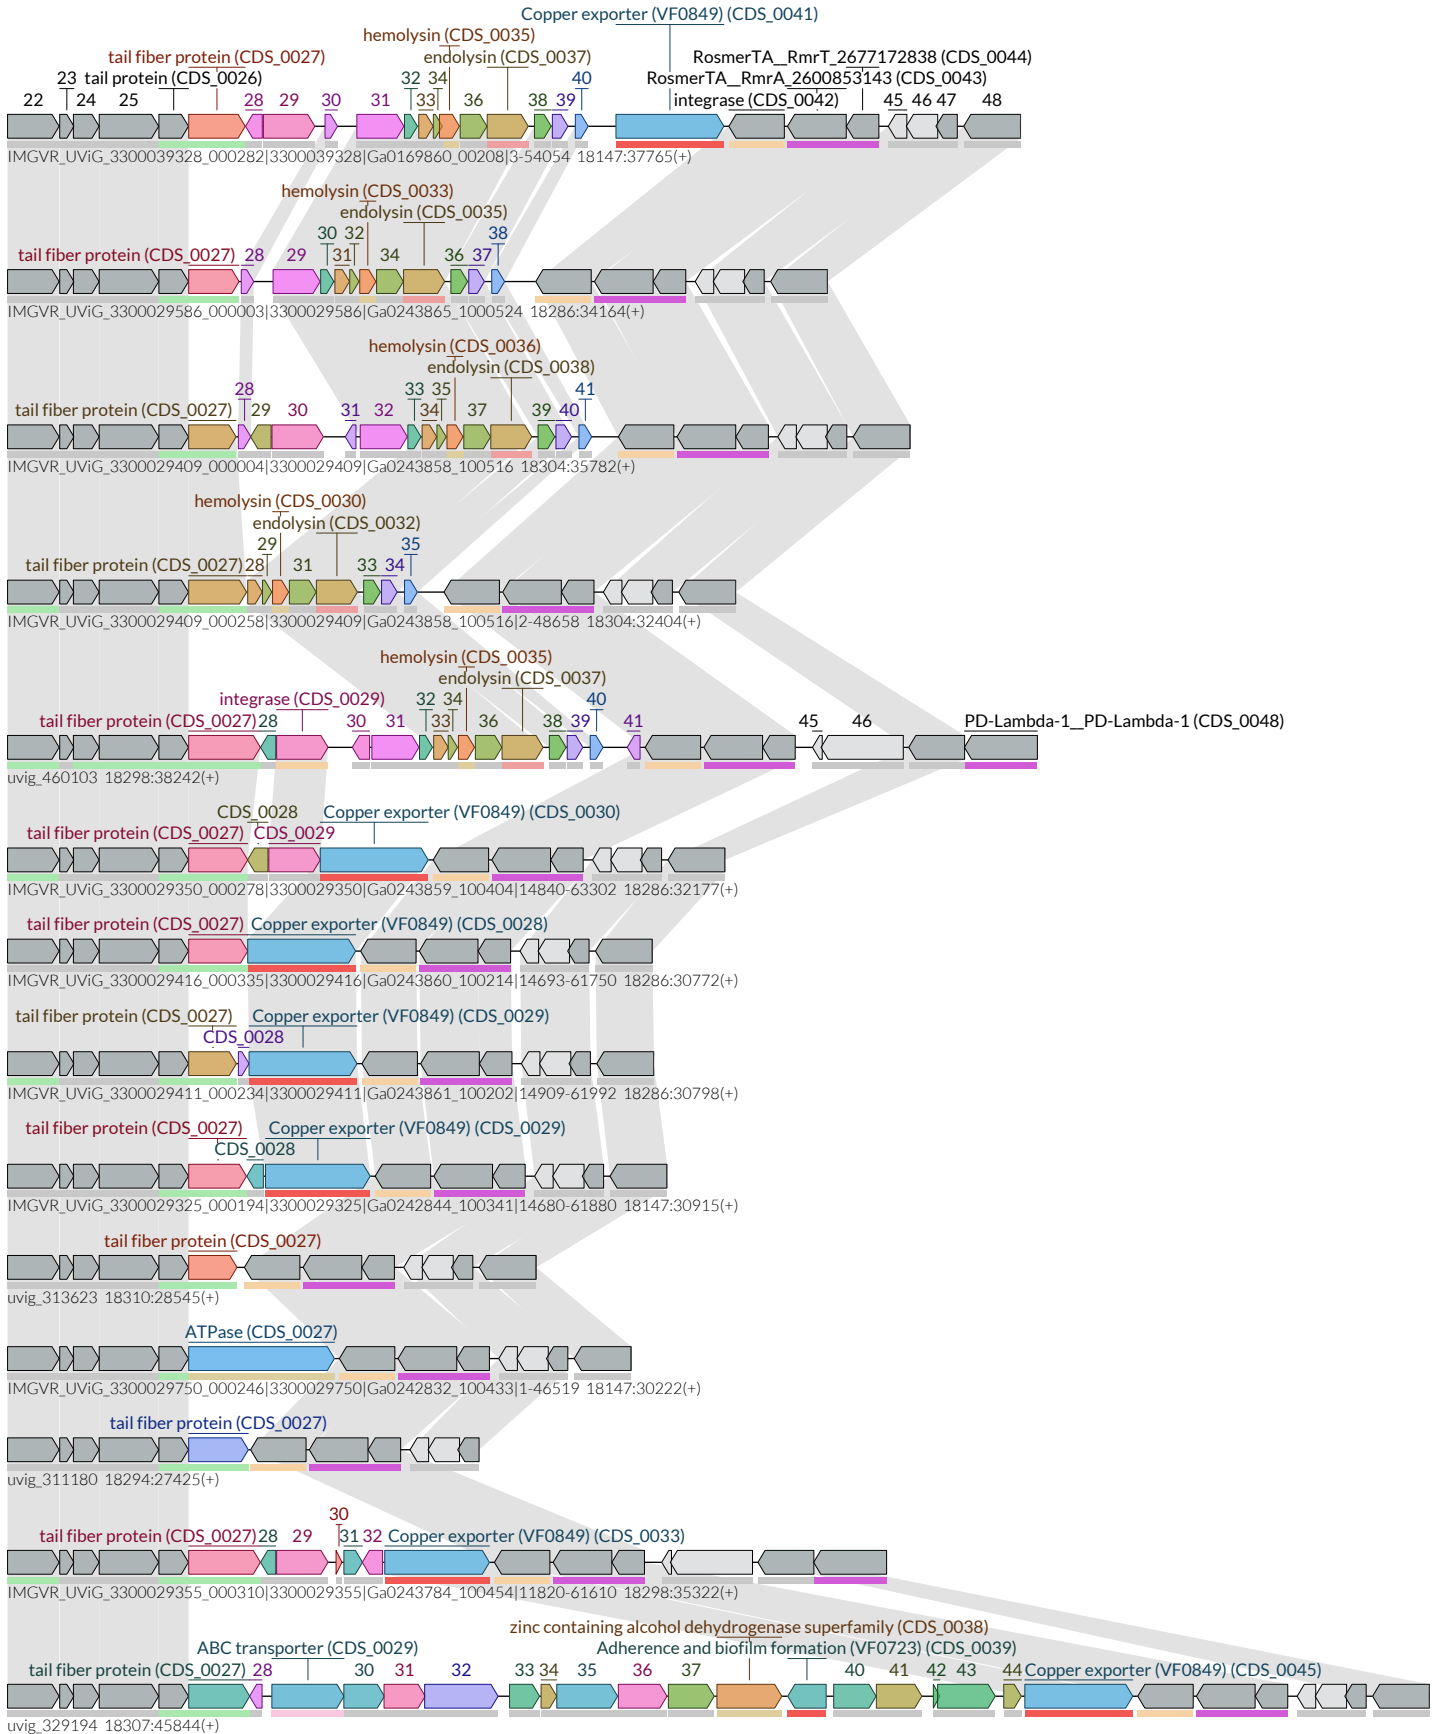 Copper exporter (VF0849) (CDS_0041)
hemolysin (CDS_0035)
tail fiber protein (CDS_0027) endolysin (CDS_0037) RosmerTA__RmrT_2677172838 (CDS_0044)
23 tail protein (CDS_0026) 32 34 40 RosmerTA__RmrA_2600853143 (CDS_0043)
22 24 25 28 29 30 31 33 36 38 39 integrase (CDS_0042) 45 46 47 48
IMGVR_UViG_3300039328_000282|3300039328|Ga0169860_00208|3-54054 18147:37765(+)
hemolysin (CDS_0033)
endolysin (CDS_0035)
30 32 38
tail fiber protein (CDS_0027) 28 29 31 34 36 37
IMGVR_UViG_3300029586_000003|3300029586|Ga0243865_1000524 18286:34164(+)
hemolysin (CDS_0036)
endolysin (CDS_0038)
28 33 35 41
tail fiber protein (CDS_0027) 29 30 31 32 34 37 39 40
IMGVR_UViG_3300029409_000004|3300029409|Ga0243858_100516 18304:35782(+)
hemolysin (CDS_0030)
endolysin (CDS_0032)
29 35
tail fiber protein (CDS_0027) 28 31 33 34
IMGVR_UViG_3300029409_000258|3300029409|Ga0243858_100516|2-48658 18304:32404(+)
hemolysin (CDS_0035)
endolysin (CDS_0037)
integrase (CDS_0029) 32 34 40
tail fiber protein (CDS_0027) 28 30 31 33 36 38 39 41 45 46 PD-Lambda-1__PD-Lambda-1 (CDS_0048)
uvig_460103 18298:38242(+)
CDS_0028 Copper exporter (VF0849) (CDS_0030)
tail fiber protein (CDS_0027) CDS_0029
IMGVR_UViG_3300029350_000278|3300029350|Ga0243859_100404|14840-63302 18286:32177(+)
tail fiber protein (CDS_0027) Copper exporter (VF0849) (CDS_0028)
IMGVR_UViG_3300029416_000335|3300029416|Ga0243860_100214|14693-61750 18286:30772(+)
tail fiber protein (CDS_0027) Copper exporter (VF0849) (CDS_0029)
CDS_0028
IMGVR_UViG_3300029411_000234|3300029411|Ga0243861_100202|14909-61992 18286:30798(+)
tail fiber protein (CDS_0027) Copper exporter (VF0849) (CDS_0029)
CDS_0028
IMGVR_UViG_3300029325_000194|3300029325|Ga0242844_100341|14680-61880 18147:30915(+)
tail fiber protein (CDS_0027)
uvig_313623 18310:28545(+)
ATPase (CDS_0027)
IMGVR_UViG_3300029750_000246|3300029750|Ga0242832_100433|1-46519 18147:30222(+)
tail fiber protein (CDS_0027)
uvig_311180 18294:27425(+)
30
tail fiber protein (CDS_0027) 28 29 31 32 Copper exporter (VF0849) (CDS_0033)
IMGVR_UViG_3300029355_000310|3300029355|Ga0243784_100454|11820-61610 18298:35322(+)
zinc containing alcohol dehydrogenase superfamily (CDS_0038)
ABC transporter (CDS_0029) Adherence and biofilm formation (VF0723) (CDS_0039)
tail fiber protein (CDS_0027) 28 30 31 32 33 34 35 36 37 40 41 42 43 44 Copper exporter (VF0849) (CDS_0045)
uvig_329194 18307:45844(+)